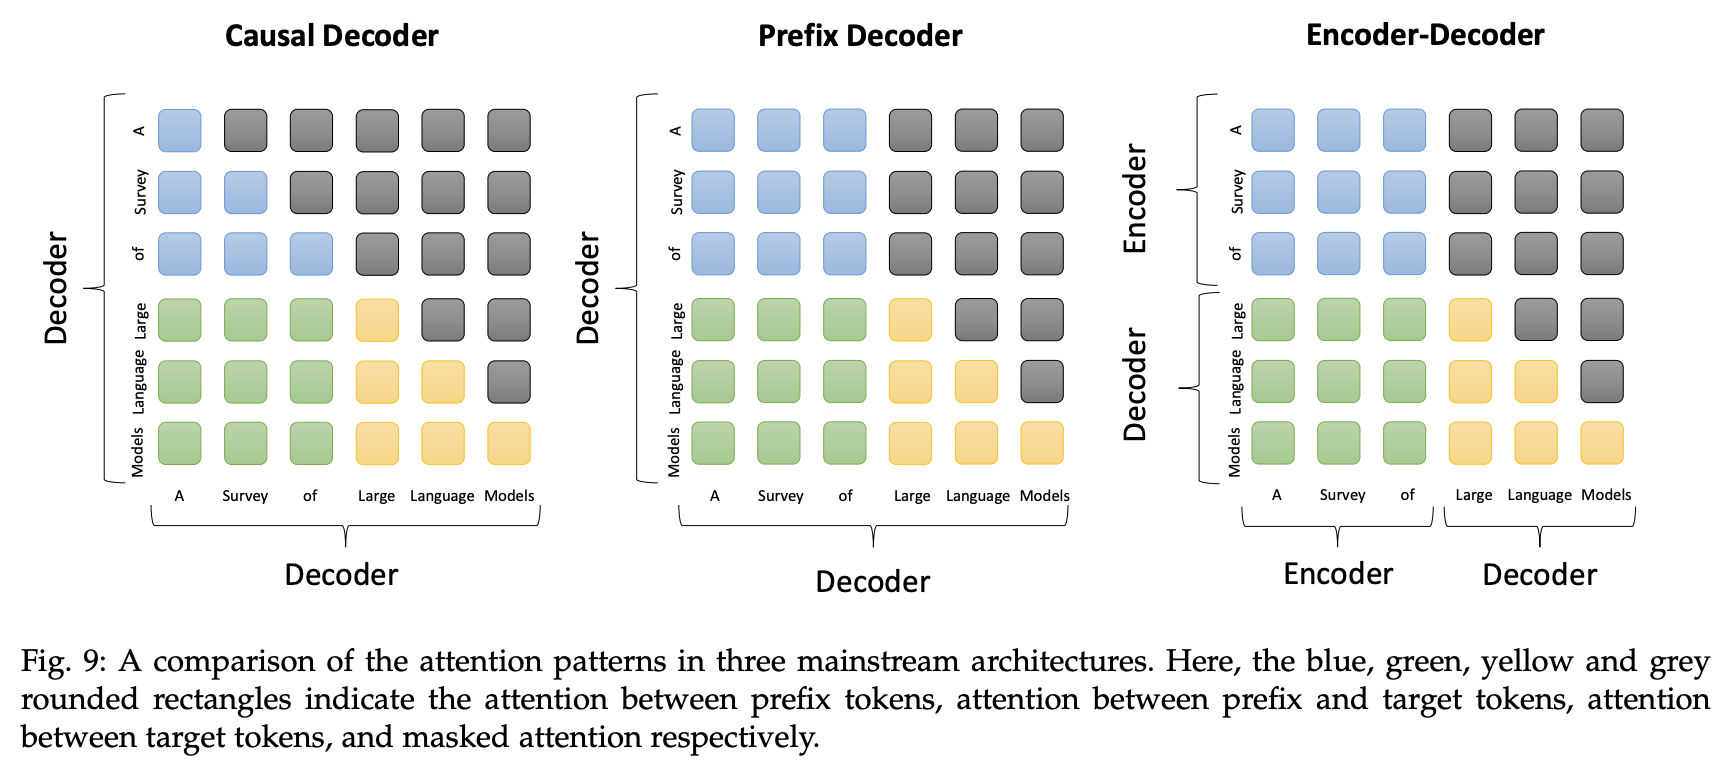 Causal Decoder
Decoder
A
Survey
of
Large
Language
Models
A Survey of Large Language Models
Decoder
Prefix Decoder
Decoder
A
Survey
of
Large
Language
Models
A Survey of Large Language Models
Decoder
Encoder-Decoder
Encoder
Decoder
A
Survey
of
Large
Language
Models
A Survey of Large Language Models
Encoder Decoder
Fig. 9: A comparison of the attention patterns in three mainstream architectures. Here, the blue, green, yellow and grey
rounded rectangles indicate the attention between prefix tokens, attention between prefix and target tokens, attention
between target tokens, and masked attention respectively.